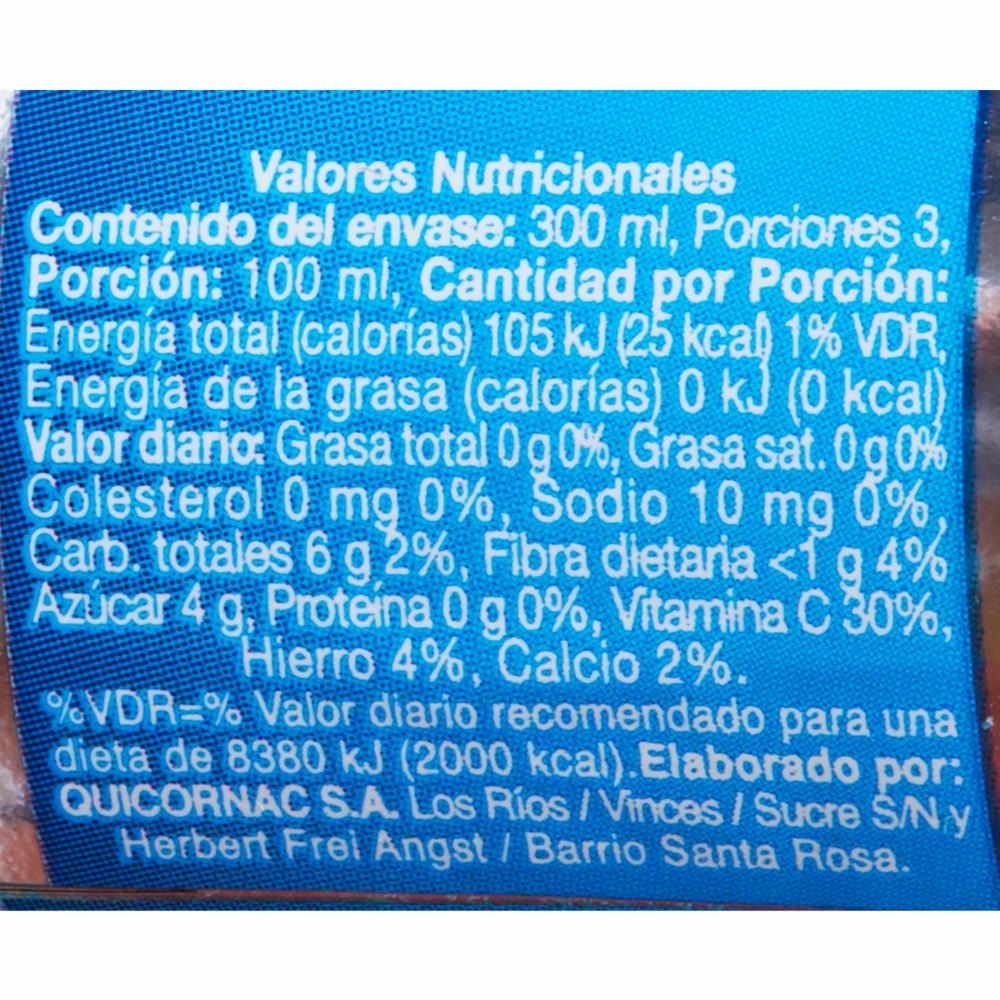 Valores Nutricionales
Contenido del envase: 300 ml, Porciones 3,
Porción: 100 ml, Cantidad por Porción:
Energía total (calorías) 105 kJ (25 kcal) 1% VDR,
Energía de la grasa (calorías) 0 kJ (0 kcal)
Valor diario: Grasa total 0 g 0%, Grasa sat. 0 g 0%
Colesterol 0 mg 0%, Sodio 10 mg 0%,
Carb. totales 6 g 2%, Fibra dietaria <1 g 4%
Azúcar 4 g, Proteína 0 g 0%, Vitamina C 30%,
Hierro 4%, Calcio 2%.
%VDR=% Valor diario recomendado para una
dieta de 8380 kJ (2000 kcal). Elaborado por:
QUICORNAC S.A. Los Ríos / Vinces / Sucre S/N y
Herbert Frei Angst / Barrio Santa Rosa.